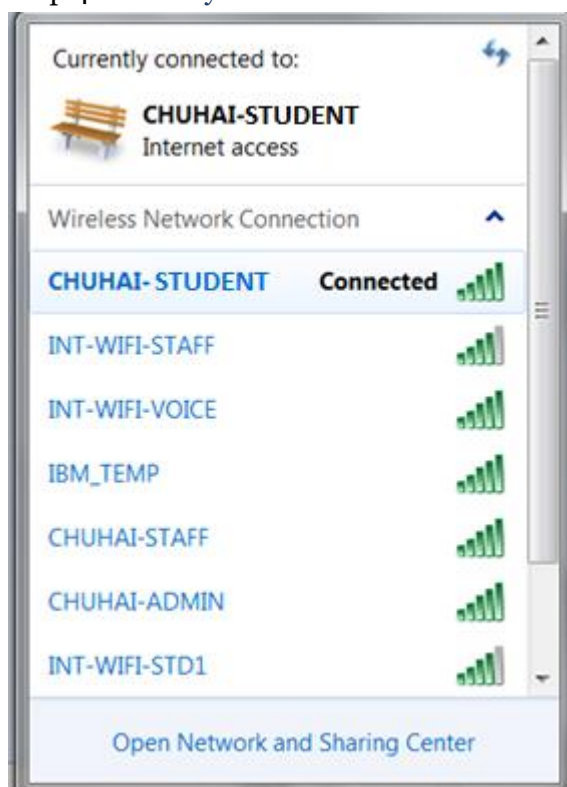 Currently connected to:
CHUHAI-STUDENT
Internet access
Wireless Network Connection
CHUHAI- STUDENT Connected
INT-WIFI-STAFF
INT-WIFI-VOICE
IBM_TEMP
CHUHAI-STAFF
CHUHAI-ADMIN
INT-WIFI-STD1
Open Network and Sharing Center